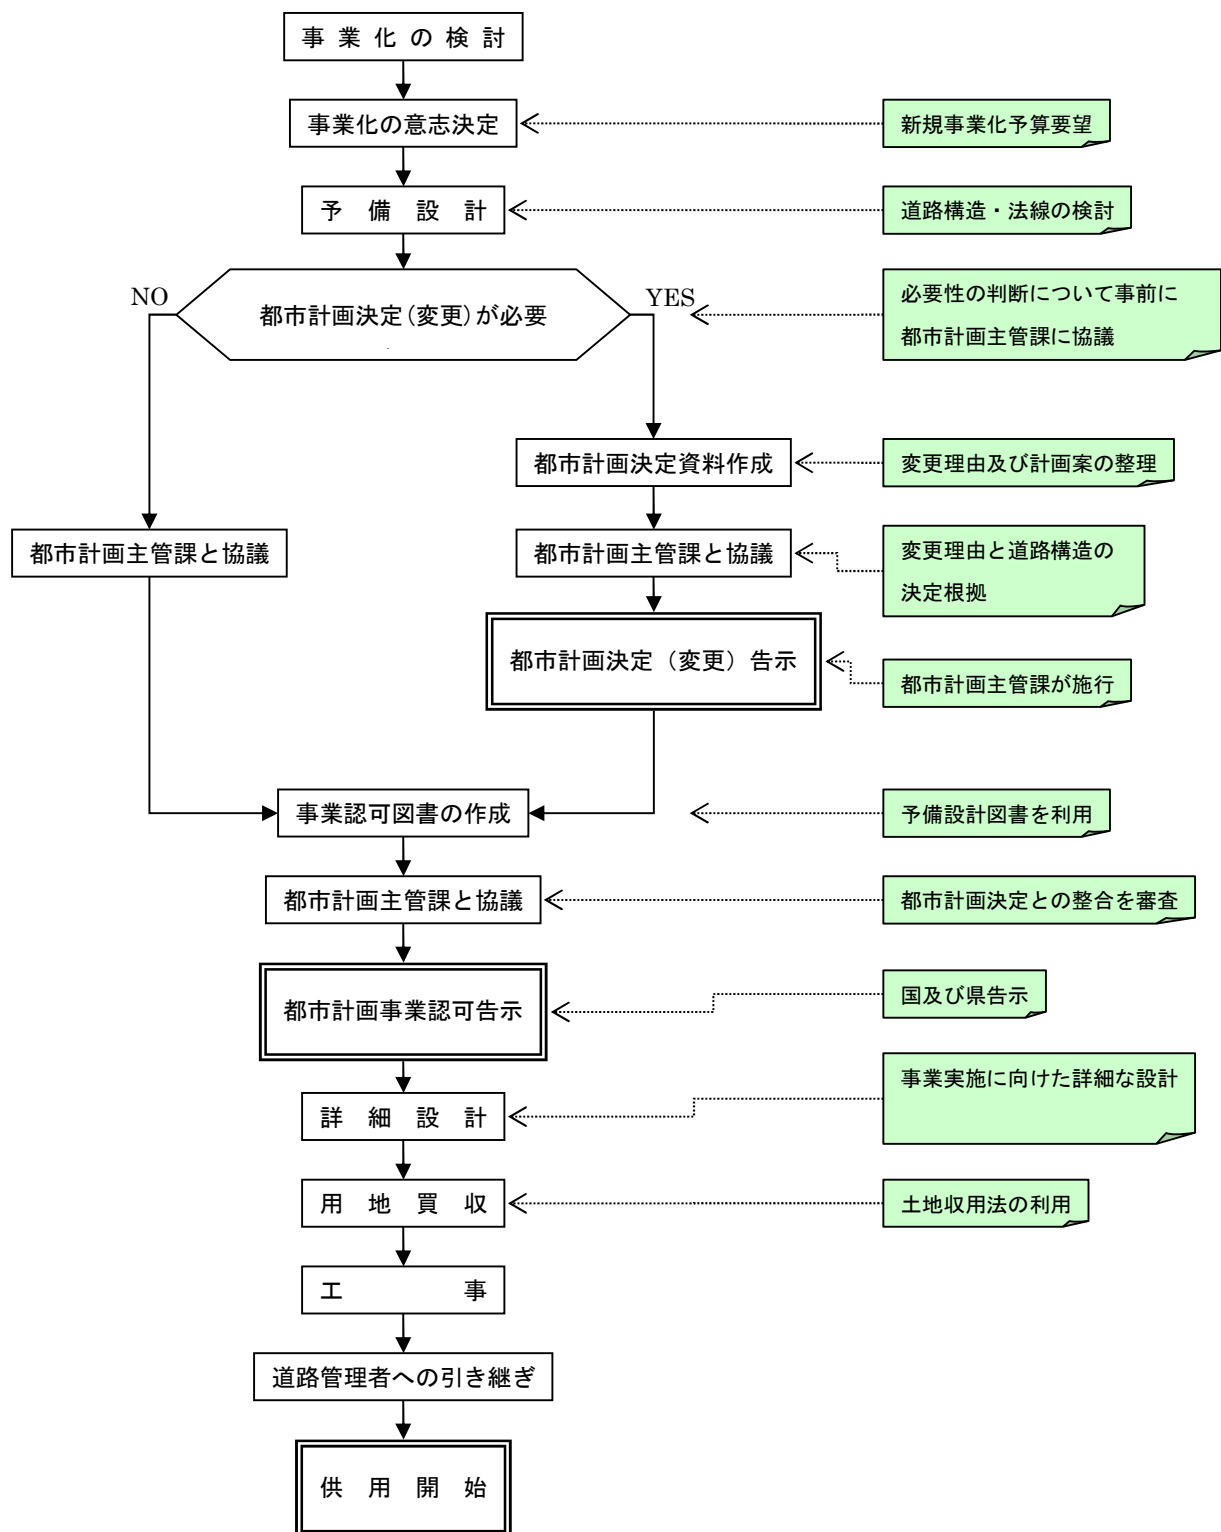 事業化の検討
事業化の意志決定
新規事業化予算要望
予備設計
道路構造・法線の検討
NO
YES
都市計画決定(変更)が必要
必要性の判断について事前に
都市計画主管課に協議
都市計画決定資料作成
変更理由及び計画案の整理
都市計画主管課と協議
都市計画主管課と協議
変更理由と道路構造の
決定根拠
都市計画決定（変更）告示
都市計画主管課が施行
事業認可図書の作成
予備設計図書を利用
都市計画主管課と協議
都市計画決定との整合を審査
都市計画事業認可告示
国及び県告示
詳細設計
事業実施に向けた詳細な設計
用地買収
土地収用法の利用
工事
道路管理者への引き継ぎ
供用開始